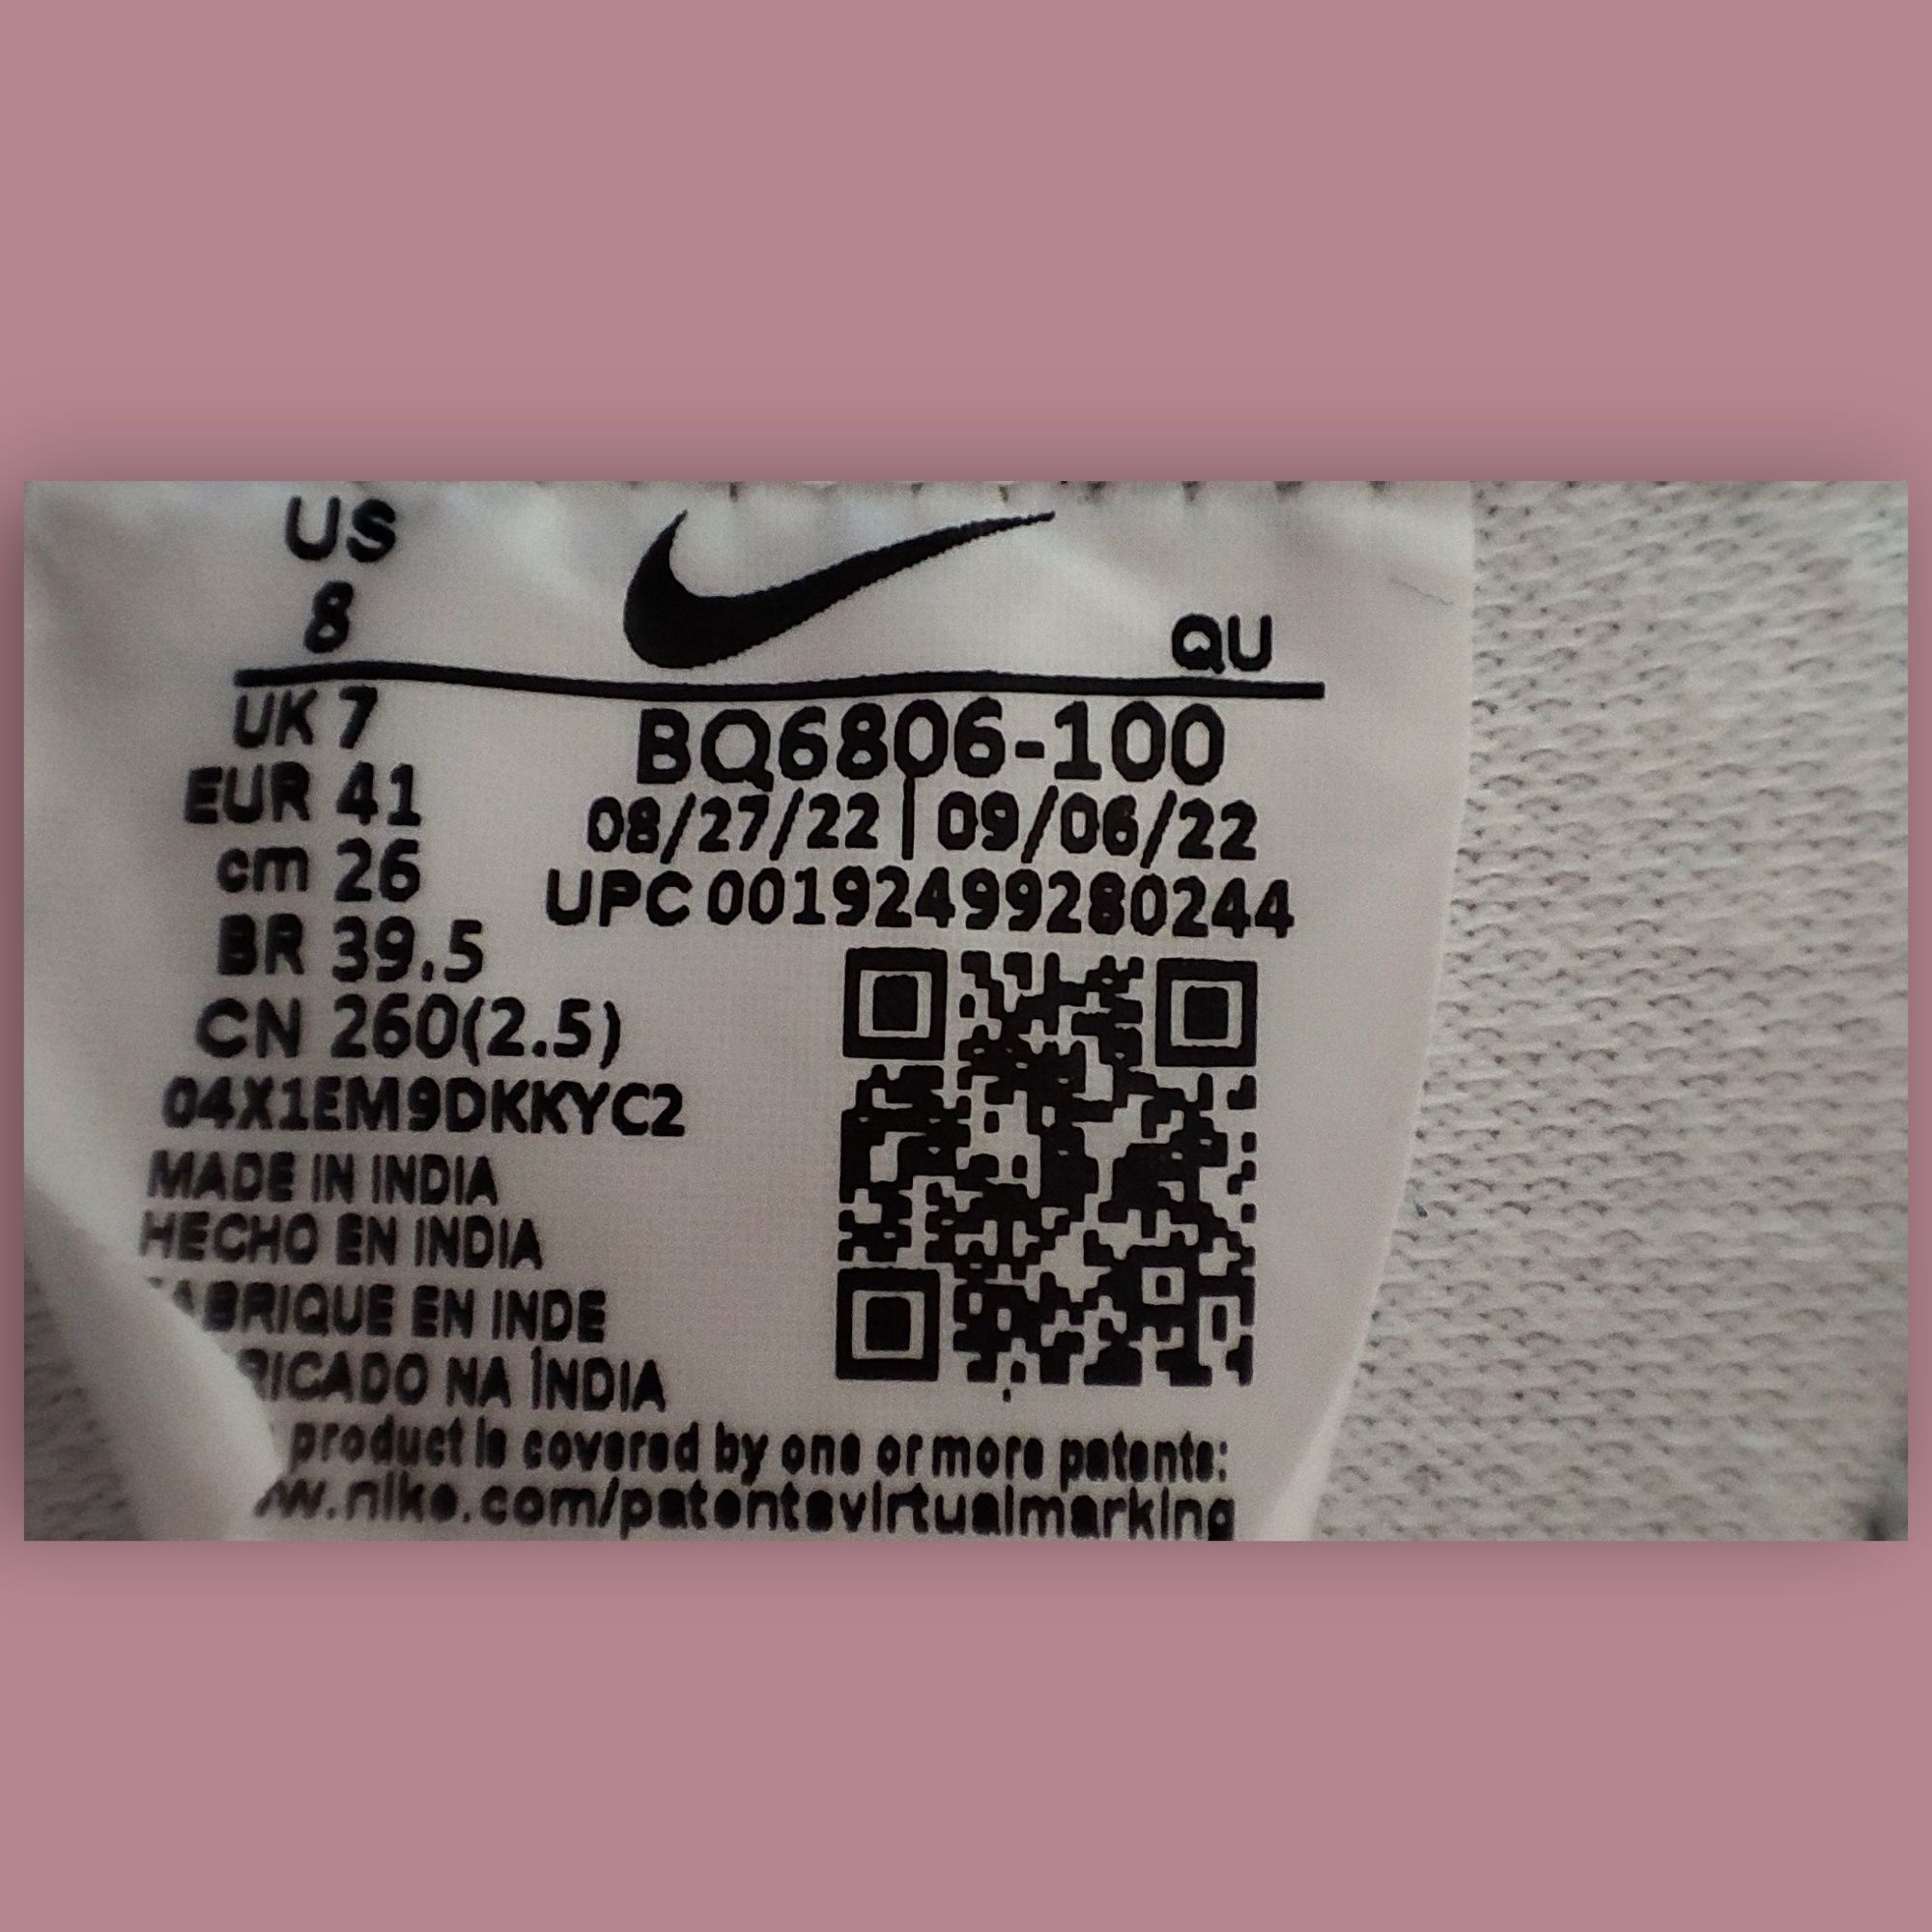 US
8
QU
UK 7
EUR 41
cm 26
BR 39.5
CN 260(2.5)
04X1EM9DKKYC2
BQ6806-100
08/27/22 | 09/06/22
UPC 00192499280244
MADE IN INDIA
HECHO EN INDIA
ABRIQUE EN INDE
RICADO NA ÍNDIA
product is covered by one or more patents:
w.nike.com/patentsvirtualmarking